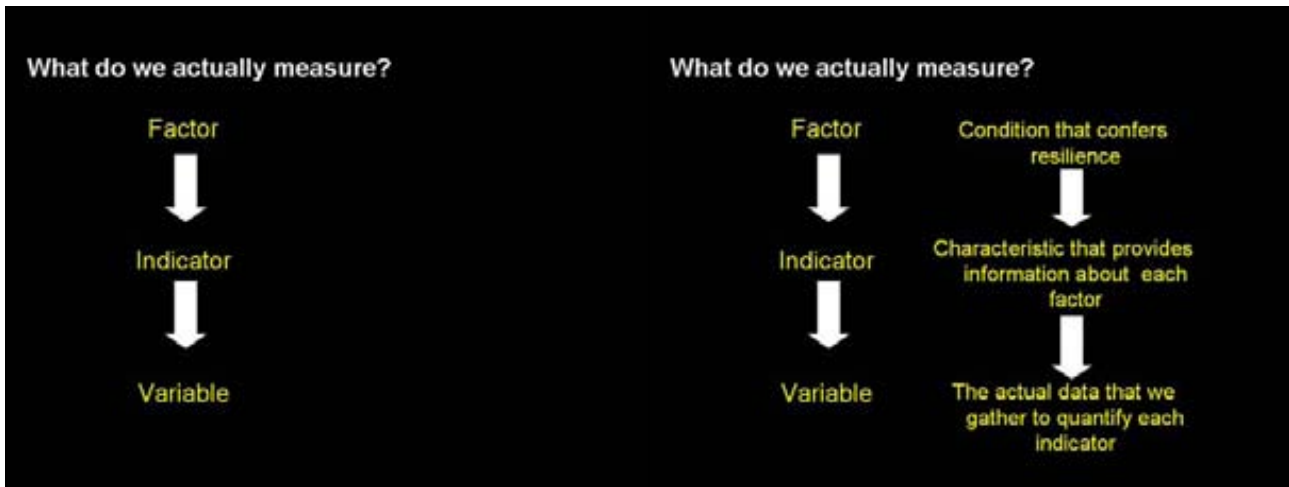 What do we actually measure?
Factor
Indicator
Variable
What do we actually measure?
Factor
Indicator
Variable
Condition that confers
resilience
Characteristic that provides
information about each
factor
The actual data that we
gather to quantify each
indicator